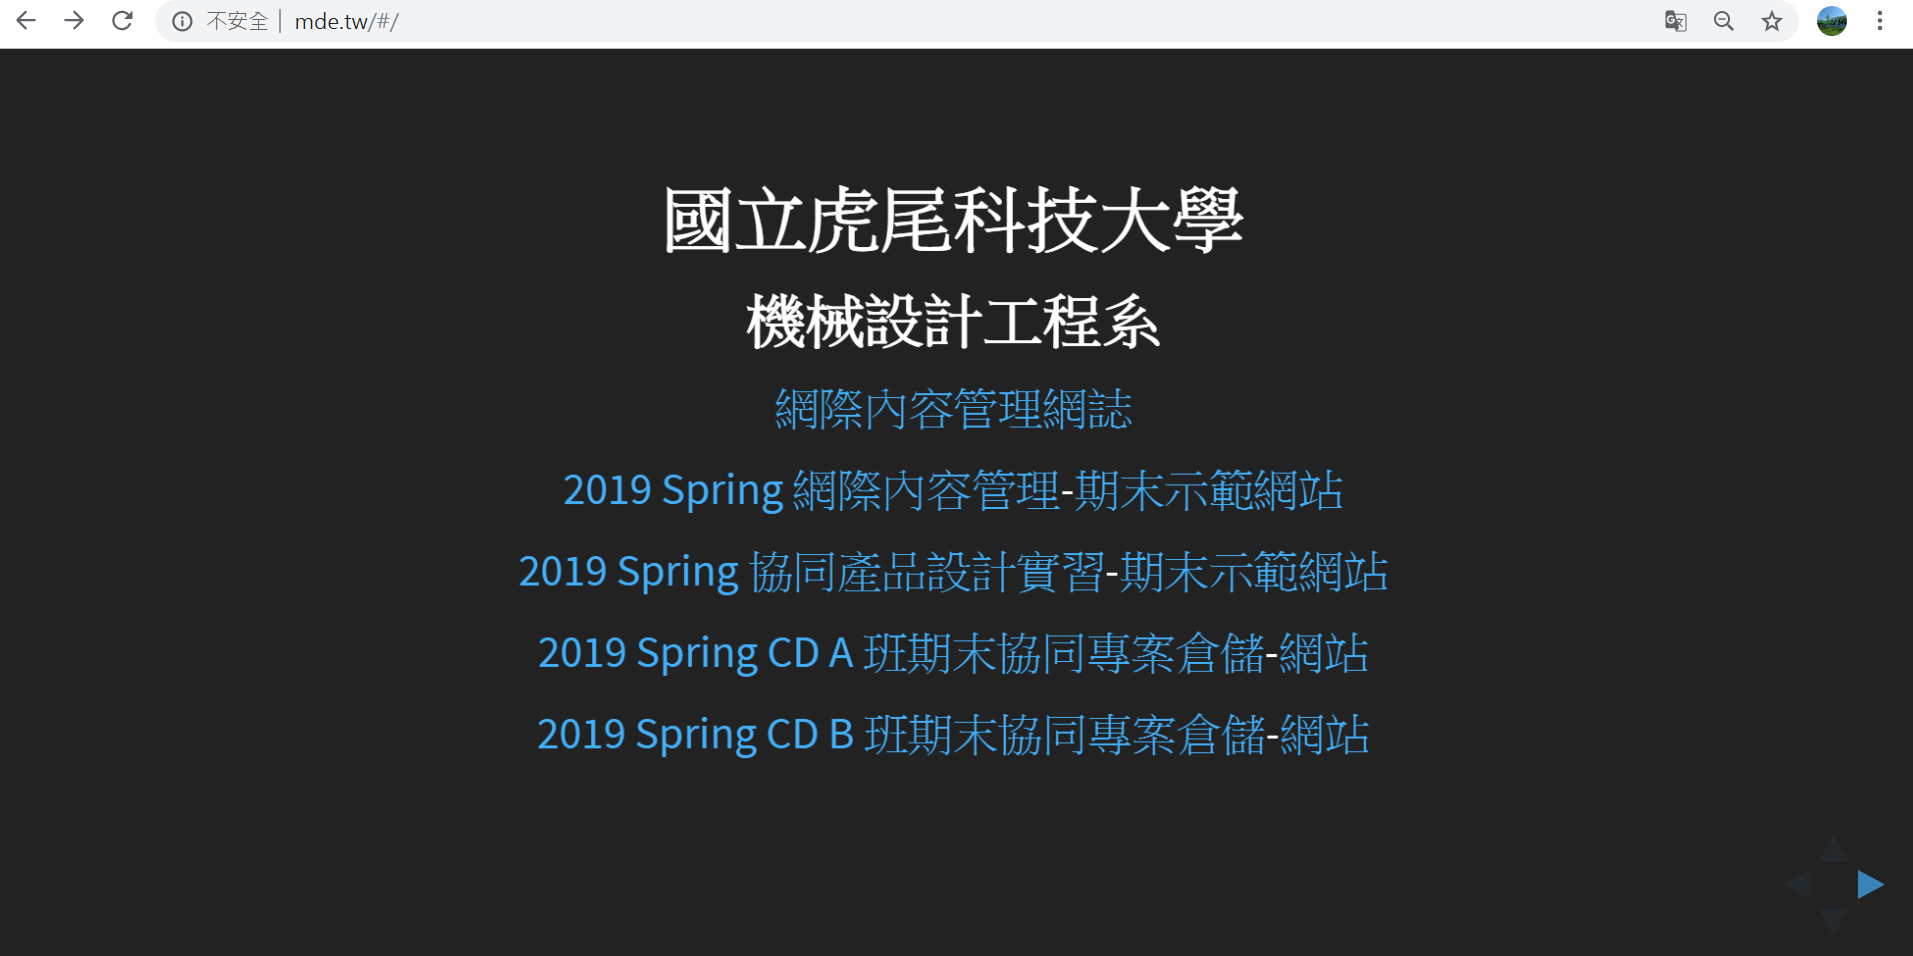 不安全 | mde.tw/#/
國立虎尾科技大學
機械設計工程系
網際內容管理網誌
2019 Spring 網際內容管理-期末示範網站
2019 Spring 協同產品設計實習-期末示範網站
2019 Spring CD A 班期末協同專案倉儲-網站
2019 Spring CD B 班期末協同專案倉儲-網站